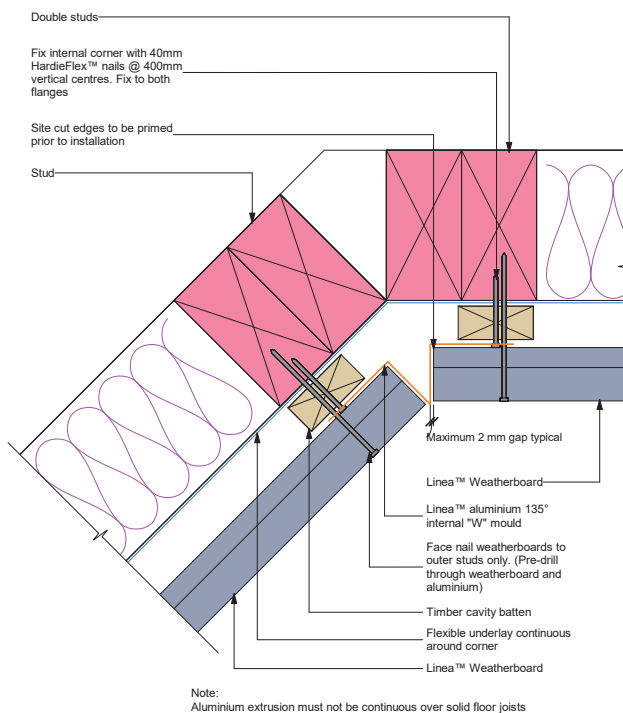 Double studs
Fix internal corner with 40mm
HardieFlex™ nails @ 400mm
vertical centres. Fix to both
flanges
Site cut edges to be primed
prior to installation
Stud
Maximum 2 mm gap typical
Linea™ Weatherboard
Linea™ aluminium 135°
internal "W" mould
Face nail weatherboards to
outer studs only. (Pre-drill
through weatherboard and
aluminium)
Timber cavity batten
Flexible underlay continuous
around corner
Linea™ Weatherboard
Note:
Aluminium extrusion must not be continuous over solid floor joists